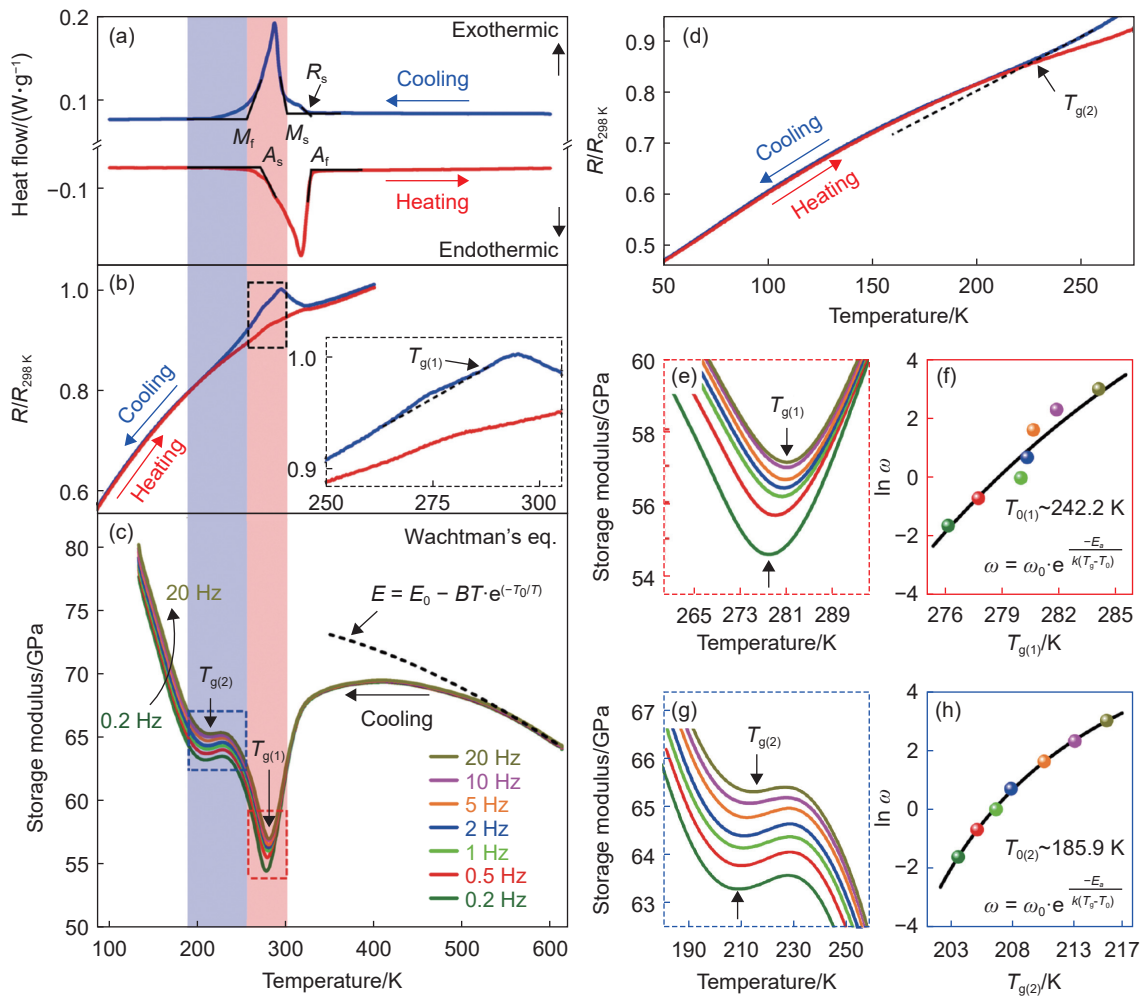 (a)
Exothermic
Endothermic
Cooling
Heating
R_s
M_f
M_s
A_s
A_f
0.2
0.1
−0.1
Heat flow/(W·g⁻¹)
(b)
1.0
0.8
0.6
R/R_298 K
Cooling
Heating
T_g(1)
1.0
0.9
250 275 300
(c)
Wachtman's eq.
E = E₀ − BT·e^(−T₀/T)
20 Hz
0.2 Hz
T_g(2)
T_g(1)
Cooling
20 Hz
10 Hz
5 Hz
2 Hz
1 Hz
0.5 Hz
0.2 Hz
80
75
70
65
60
55
50
Storage modulus/GPa
100 200 300 400 500 600
Temperature/K
(d)
0.9
0.8
0.7
0.6
0.5
R/R_298 K
Cooling
Heating
T_g(2)
50 100 150 200 250
Temperature/K
(e)
60
58
57
56
55
54
Storage modulus/GPa
T_g(1)
265 273 281 289
Temperature/K
(f)
4
2
0
−2
−4
ln ω
T_0(1)~242.2 K
ω = ω₀·e^(−E_a/k(T_g-T₀))
276 279 282 285
T_g(1)/K
(g)
67
66
65
64
63
Storage modulus/GPa
T_g(2)
190 210 230 250
Temperature/K
(h)
4
2
0
−2
−4
ln ω
T_0(2)~185.9 K
ω = ω₀·e^(−E_a/k(T_g-T₀))
203 208 213 217
T_g(2)/K